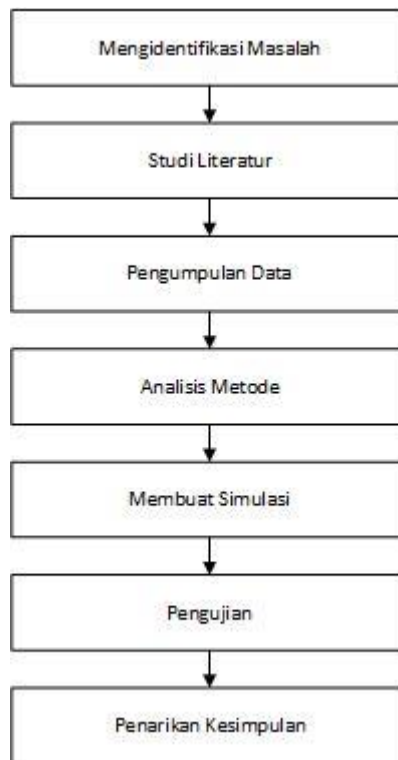 Mengidentifikasi Masalah
Studi Literatur
Pengumpulan Data
Analisis Metode
Membuat Simulasi
Pengujian
Penarikan Kesimpulan